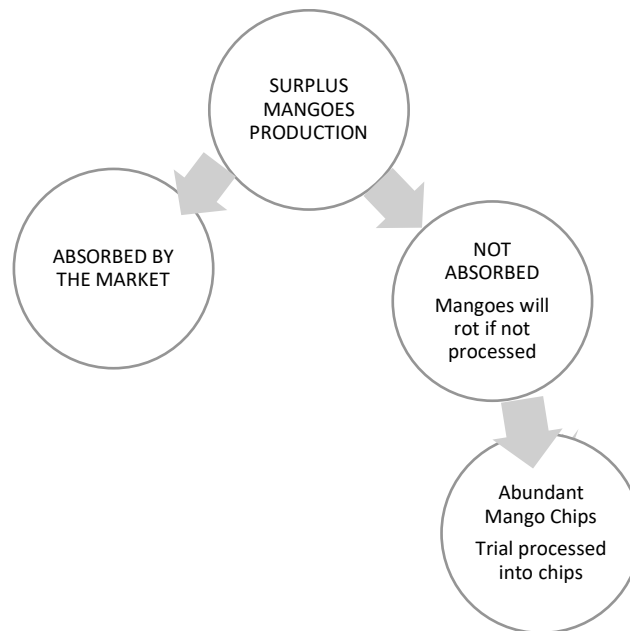 SURPLUS
MANGOES
PRODUCTION
ABSORBED BY
THE MARKET
NOT
ABSORBED
Mangoes will
rot if not
processed
Abundant
Mango Chips
Trial processed
into chips